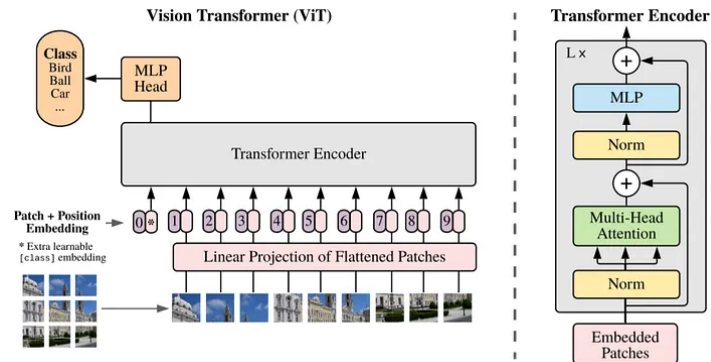 Vision Transformer (ViT)
Class
Bird
Ball
Car
...
MLP
Head
Transformer Encoder
Patch + Position
Embedding
0 * 1 2 3 4 5 6 7 8 9
* Extra learnable
[class] embedding
Linear Projection of Flattened Patches
Transformer Encoder
L x
+
MLP
Norm
+
Multi-Head
Attention
Norm
Embedded
Patches